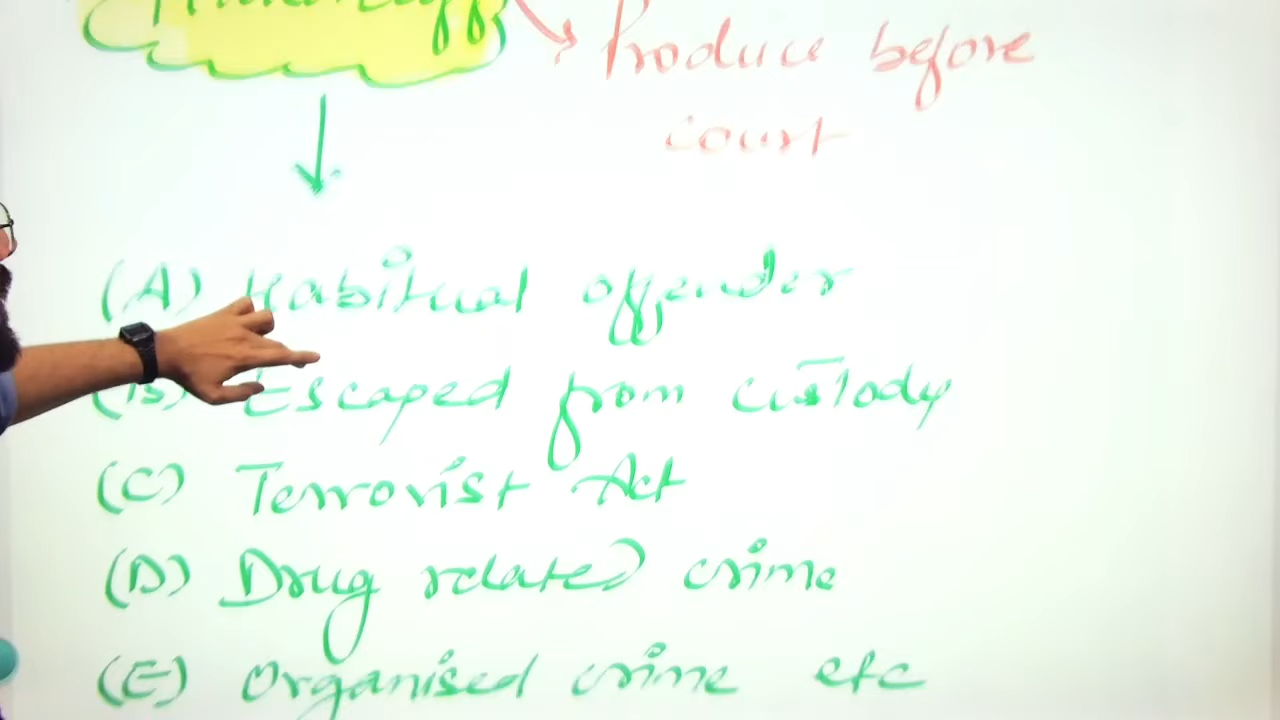 Produce before
court
(A) Habitual offender
(B) Escaped from custody
(C) Terrorist Act
(D) Drug related crime
(E) Organised crime etc